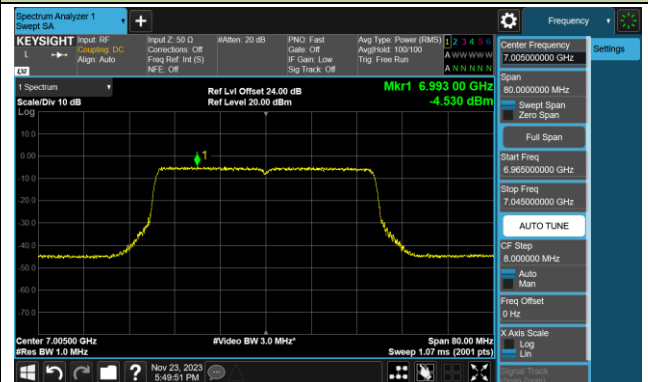 Spectrum Analyzer 1
Swept SA
Frequency
KEYSIGHT
L
LXI
Input: RF
Coupling: DC
Align: Auto
Input Z: 50 Ω
Corrections: Off
Freq Ref: Int (S)
NFE: Off
#Atten: 20 dB
PNO: Fast
Gate: Off
IF Gain: Low
Sig Track: Off
Avg Type: Power (RMS)
Avg|Hold: 100/100
Trig: Free Run
1 2 3 4 5 6
A W W W W W
A N N N N N
1 Spectrum
Scale/Div 10 dB
Log
Ref Lvl Offset 24.00 dB
Ref Level 20.00 dBm
Mkr1 6.993 00 GHz
-4.530 dBm
10.0
0.00
-10.0
-20.0
-30.0
-40.0
-50.0
-60.0
-70.0
1
Center 7.00500 GHz
#Res BW 1.0 MHz
#Video BW 3.0 MHz*
Span 80.00 MHz
Sweep 1.07 ms (2001 pts)
Nov 23, 2023
5:49:51 PM
Center Frequency
7.005000000 GHz
Settings
Span
80.0000000 MHz
Swept Span
Zero Span
Full Span
Start Freq
6.965000000 GHz
Stop Freq
7.045000000 GHz
AUTO TUNE
CF Step
8.000000 MHz
Auto
Man
Freq Offset
0 Hz
X Axis Scale
Log
Lin
Signal Track